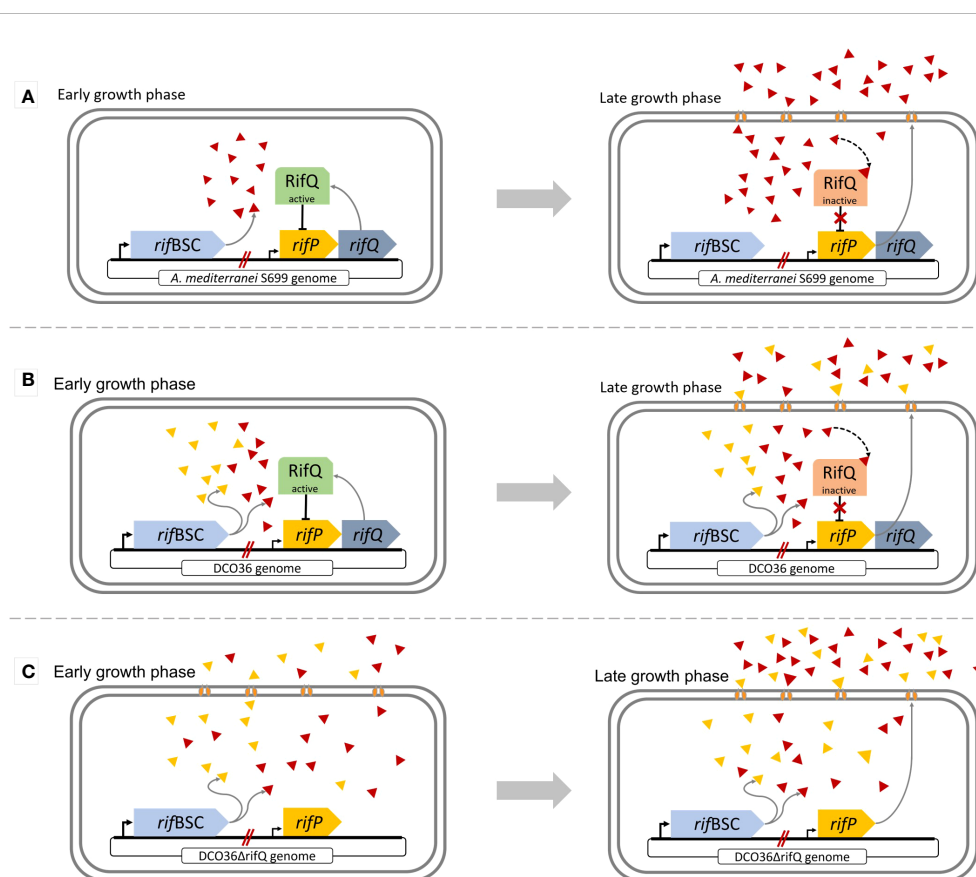 A
Early growth phase
RifQ
active
rifBSC
rifP
rifQ
A. mediterranei S699 genome
Late growth phase
RifQ
inactive
rifBSC
rifP
rifQ
A. mediterranei S699 genome
B
Early growth phase
RifQ
active
rifBSC
rifP
rifQ
DCO36 genome
Late growth phase
RifQ
inactive
rifBSC
rifP
rifQ
DCO36 genome
C
Early growth phase
rifBSC
rifP
DCO36ΔrifQ genome
Late growth phase
rifBSC
rifP
DCO36ΔrifQ genome